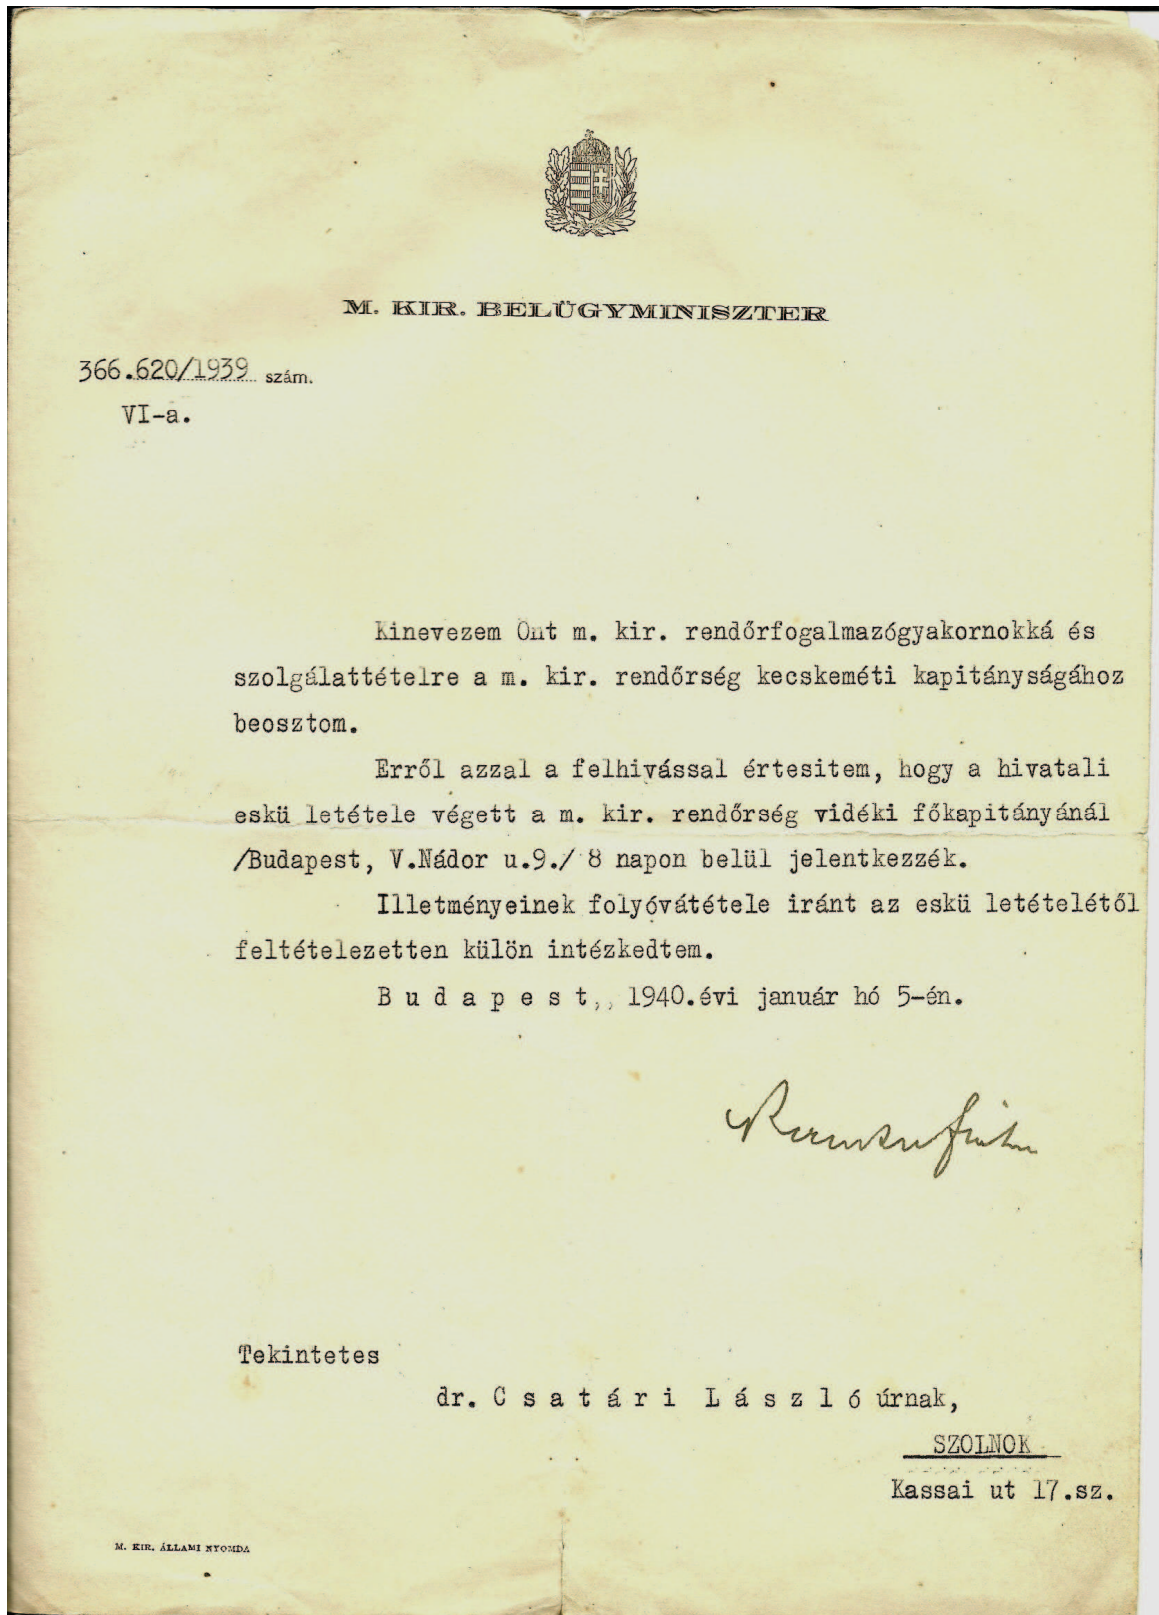 M. KIR. BELÜGYMINISZTER
366.620/1939 szám.
VI-a.
Kinevezem Önt m. kir. rendőrfogalmazógyakornokká és
szolgálattételre a m. kir. rendőrség kecskeméti kapitányságához
beosztom.
Erről azzal a felhivással értesitem, hogy a hivatali
eskü letétele végett a m. kir. rendőrség vidéki főkapitányánál
/Budapest, V.Nádor u.9./ 8 napon belül jelentkezzék.
Illetményeinek folyóvátétele iránt az eskü letételétől
feltételezetten külön intézkedtem.
B u d a p e s t,, 1940.évi január hó 5-én.
Tekintetes
dr. C s a t á r i L á s z l ó úrnak,
SZOLNOK
Kassai ut 17.sz.
M. KIR. ÁLLAMI NYOMDA